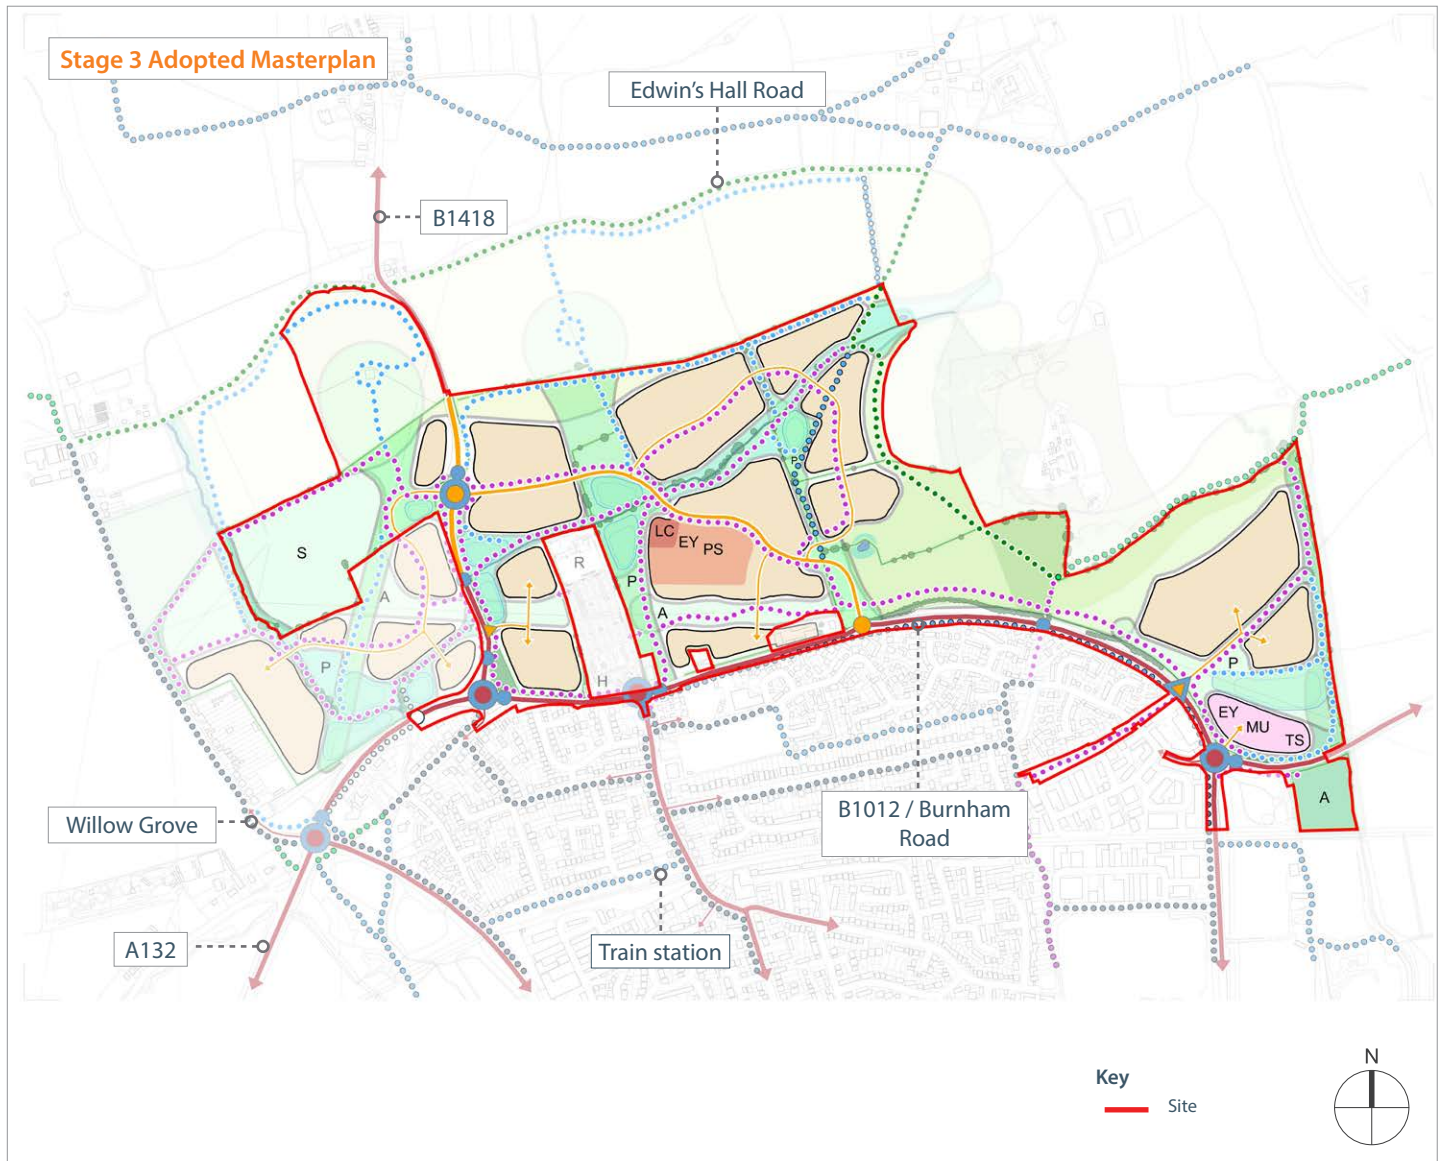 Stage 3 Adopted Masterplan
Edwin's Hall Road
B1418
S
A
P
R
H
LC
EY
PS
P
P
A
P
EY
MU
TS
A
Willow Grove
B1012 / Burnham
Road
A132
Train station
Key
Site
N